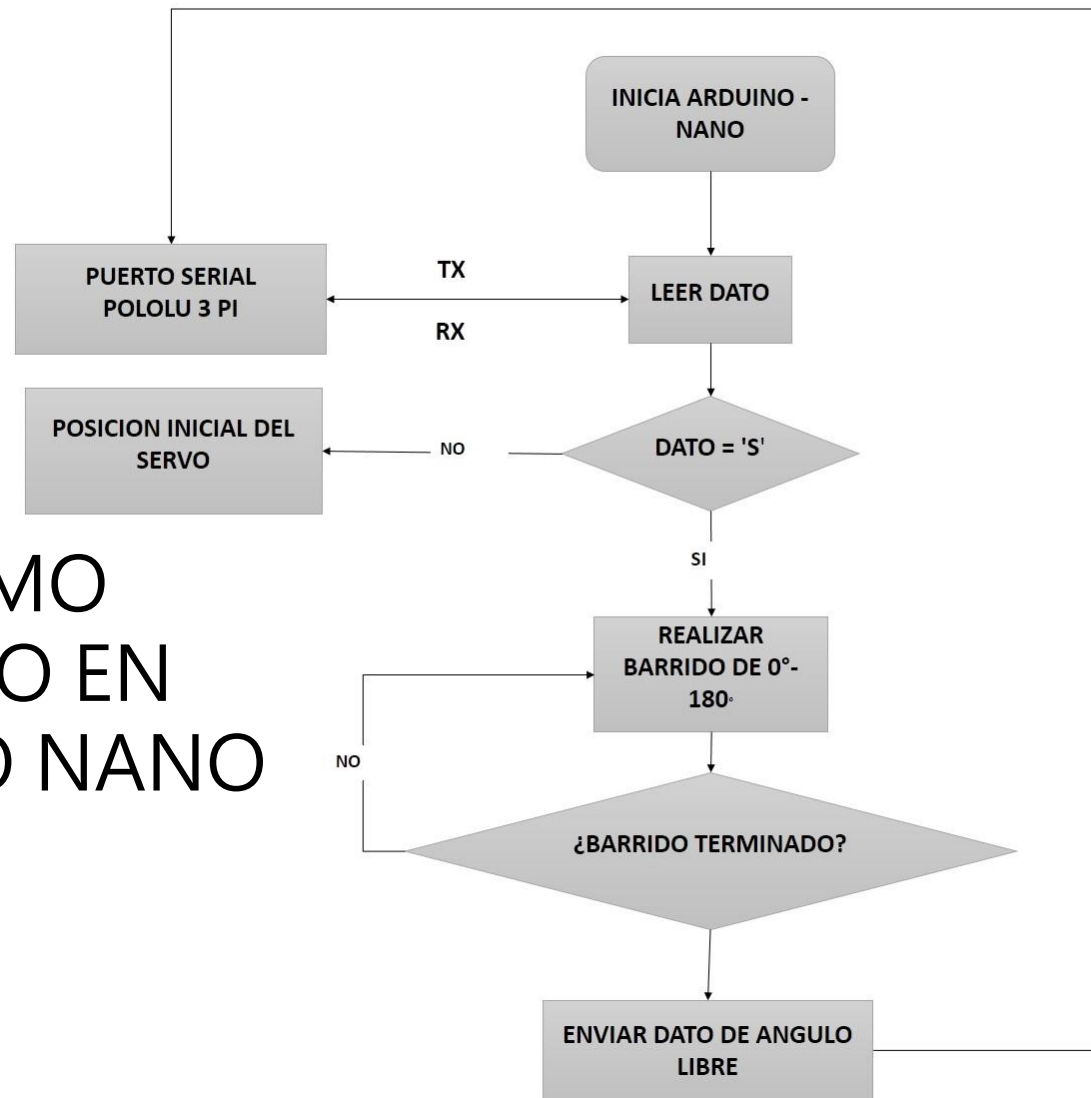 INICIA ARDUINO -
NANO
PUERTO SERIAL
POLOLU 3 PI
TX
RX
LEER DATO
POSICION INICIAL DEL
SERVO
NO
DATO = 'S'
SI
MO
O EN
O NANO
REALIZAR
BARRIDO DE 0°-
180°
NO
¿BARRIDO TERMINADO?
ENVIAR DATO DE ANGULO
LIBRE